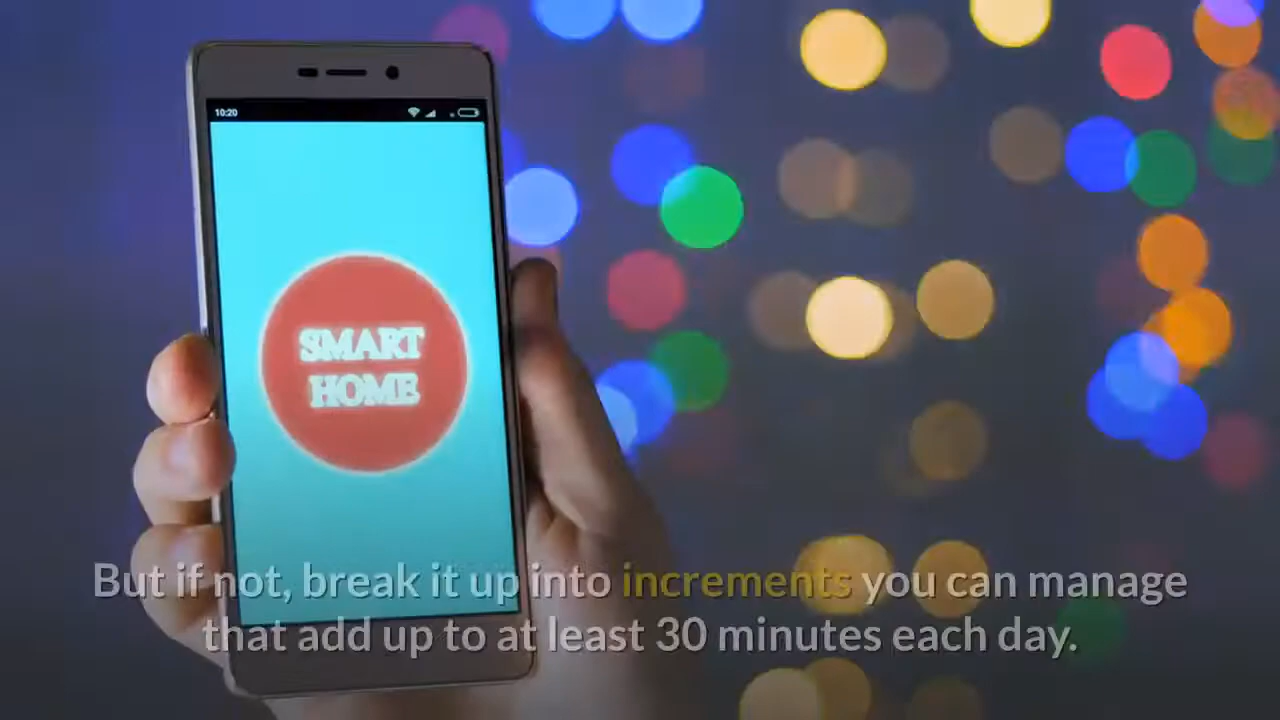 10:20
SMART
HOME
But if not, break it up into increments you can manage
that add up to at least 30 minutes each day.